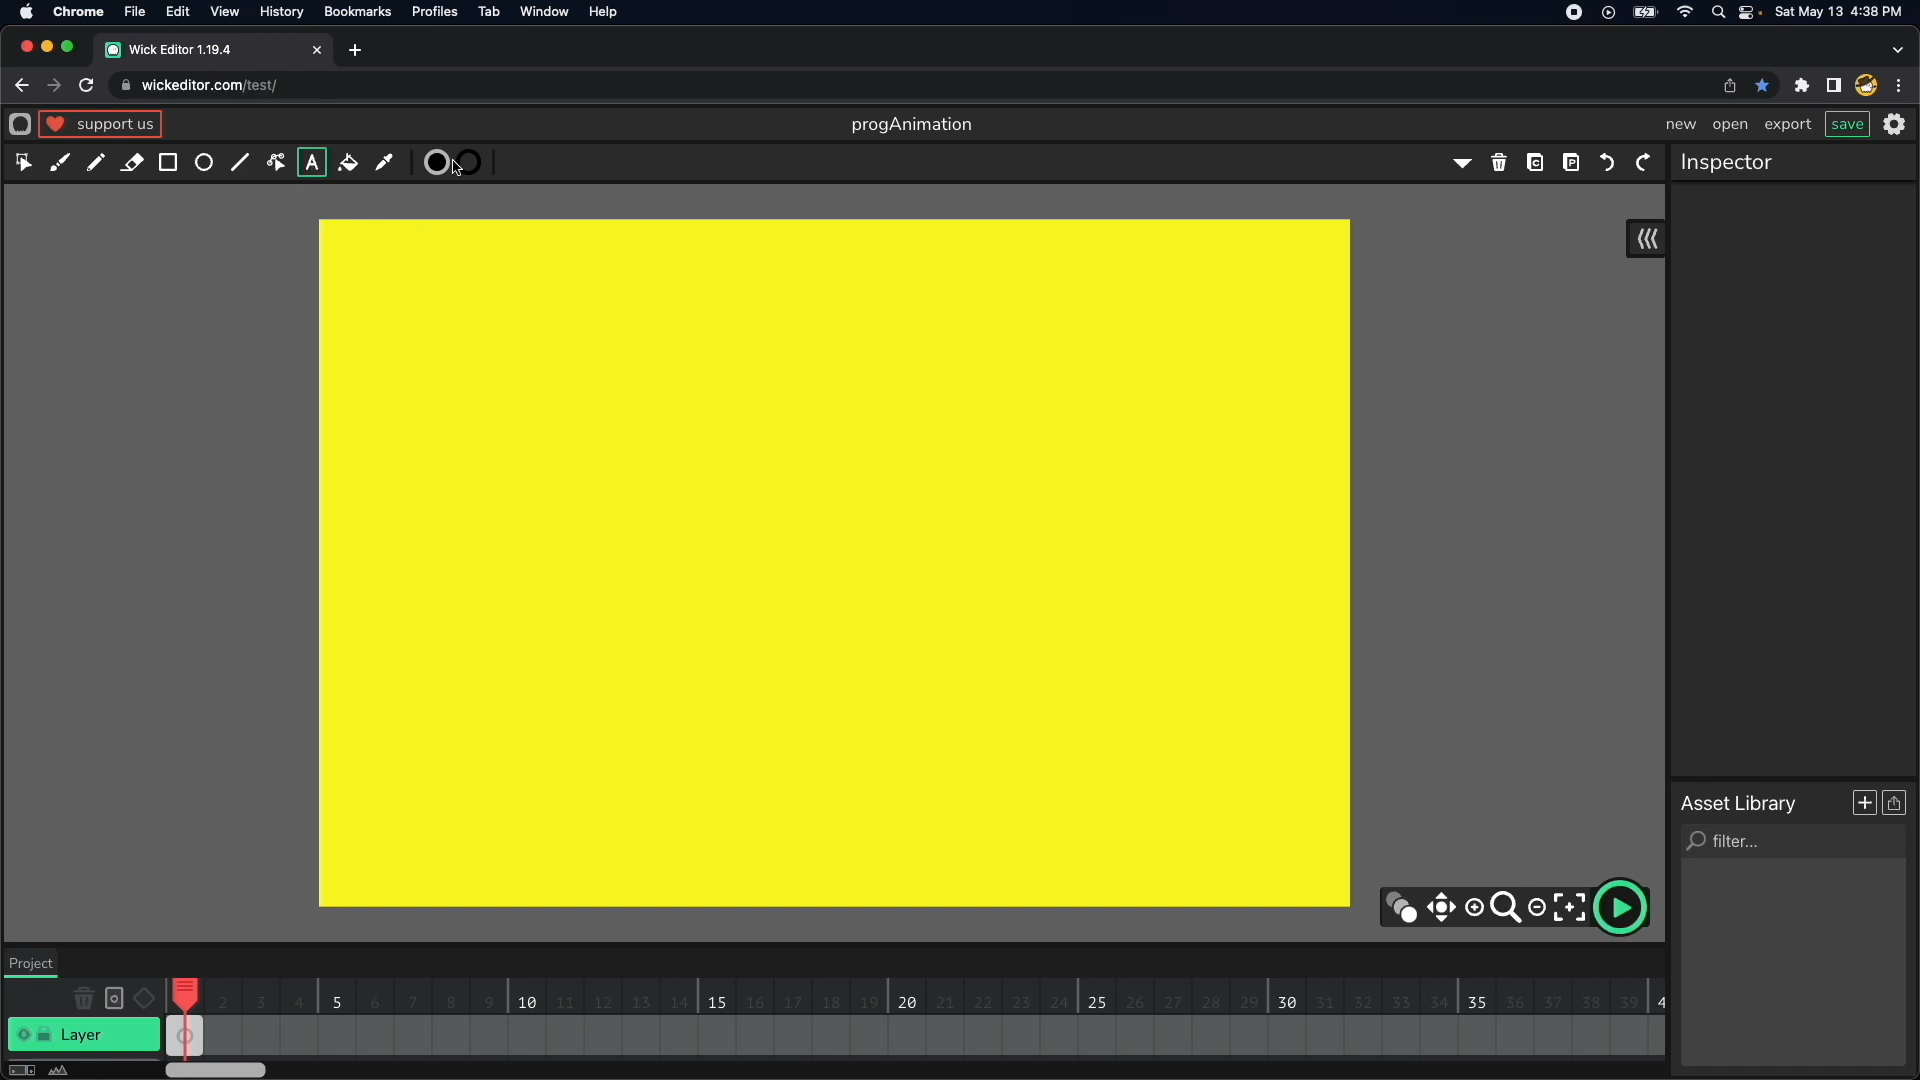 Chrome File Edit View History Bookmarks Profiles Tab Window Help Sat May 13 4:38 PM
Wick Editor 1.19.4
wickeditor.com/test/
support us progAnimation new open export save
A Inspector
Asset Library
filter...
Project
2 3 4 5 6 7 8 9 10 11 12 13 14 15 16 17 18 19 20 21 22 23 24 25 26 27 28 29 30 31 32 33 34 35 36 37 38 39 4
Layer